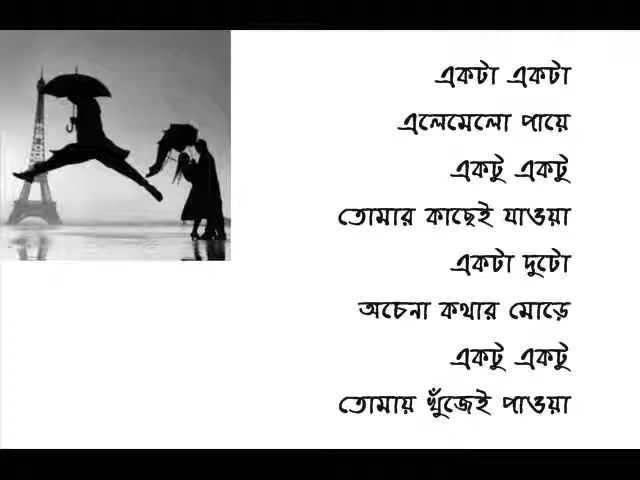 একটা একটা
এলেমেলো পায়ে
একটু একটু
তোমার কাছেই যাওয়া
একটা দুটো
অচেনা কথার মোড়ে
একটু একটু
তোমায় খুঁজেই পাওয়া